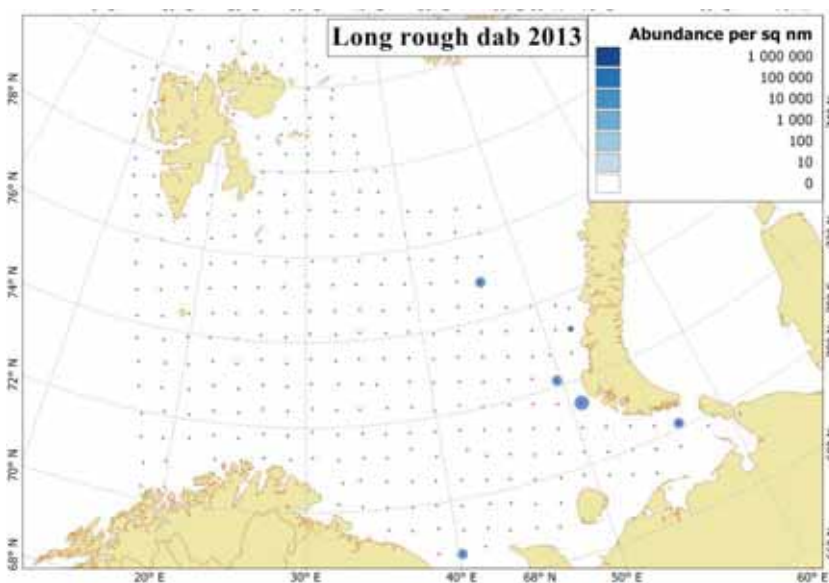 Long rough dab 2013
Abundance per sq nm
1 000 000
100 000
10 000
1 000
100
10
0
78° N
76° N
74° N
72° N
70° N
68° N
20° E
30° E
40° E
68° N
50° E
60° E